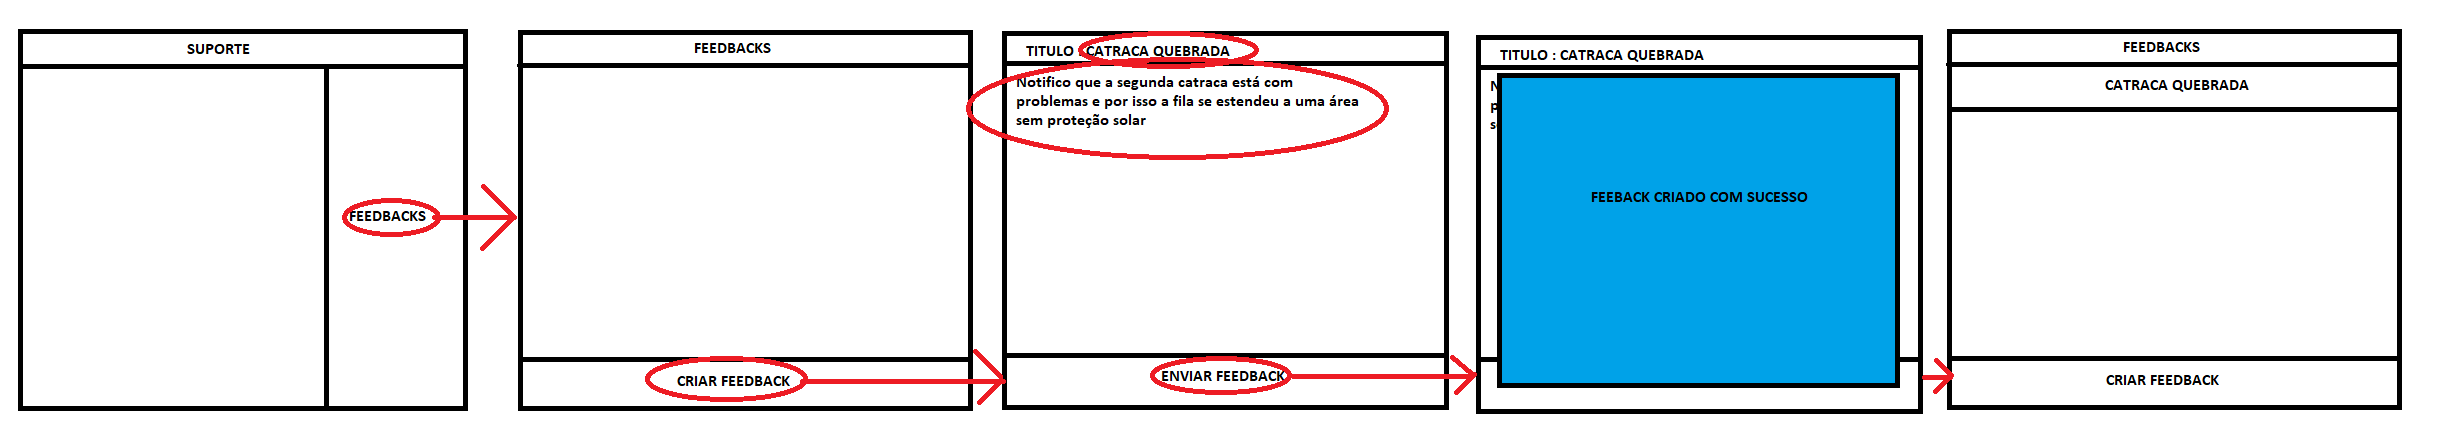 SUPORTE
FEEDBACKS
FEEDBACKS
CRIAR FEEDBACK
TITULO : CATRACA QUEBRADA
Notifico que a segunda catraca está com
problemas e por isso a fila se estendeu a uma área
sem proteção solar
ENVIAR FEEDBACK
TITULO : CATRACA QUEBRADA
FEEBACK CRIADO COM SUCESSO
FEEDBACKS
CATRACA QUEBRADA
CRIAR FEEDBACK